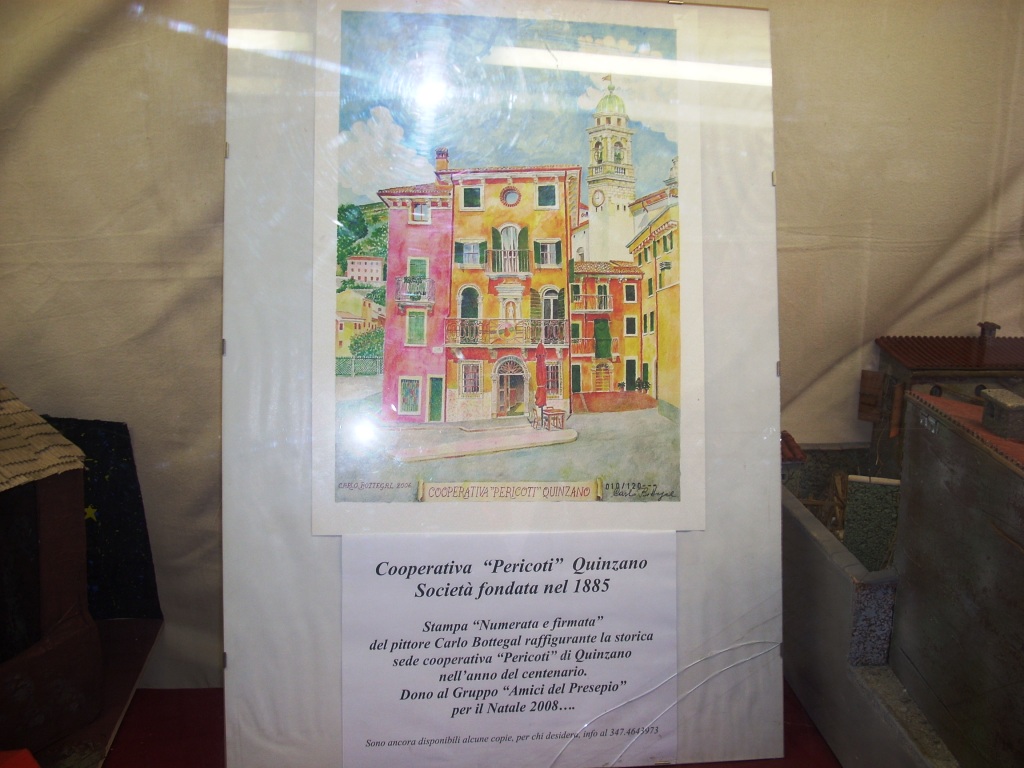 CARLO BOTTEGAL
COOPERATIVA "PERICOTI" QUINZANO
010/120
Cooperativa "Pericoti" Quinzano
Società fondata nel 1885
Stampa "Numerata e firmata"
del pittore Carlo Bottegal raffigurante la storica
sede cooperativa "Pericoti" di Quinzano
nell'anno del centenario.
Dono al Gruppo "Amici del Presepio"
per il Natale 2008....
Sono ancora disponibili alcune copie, per chi desidera, info al 347.4643973